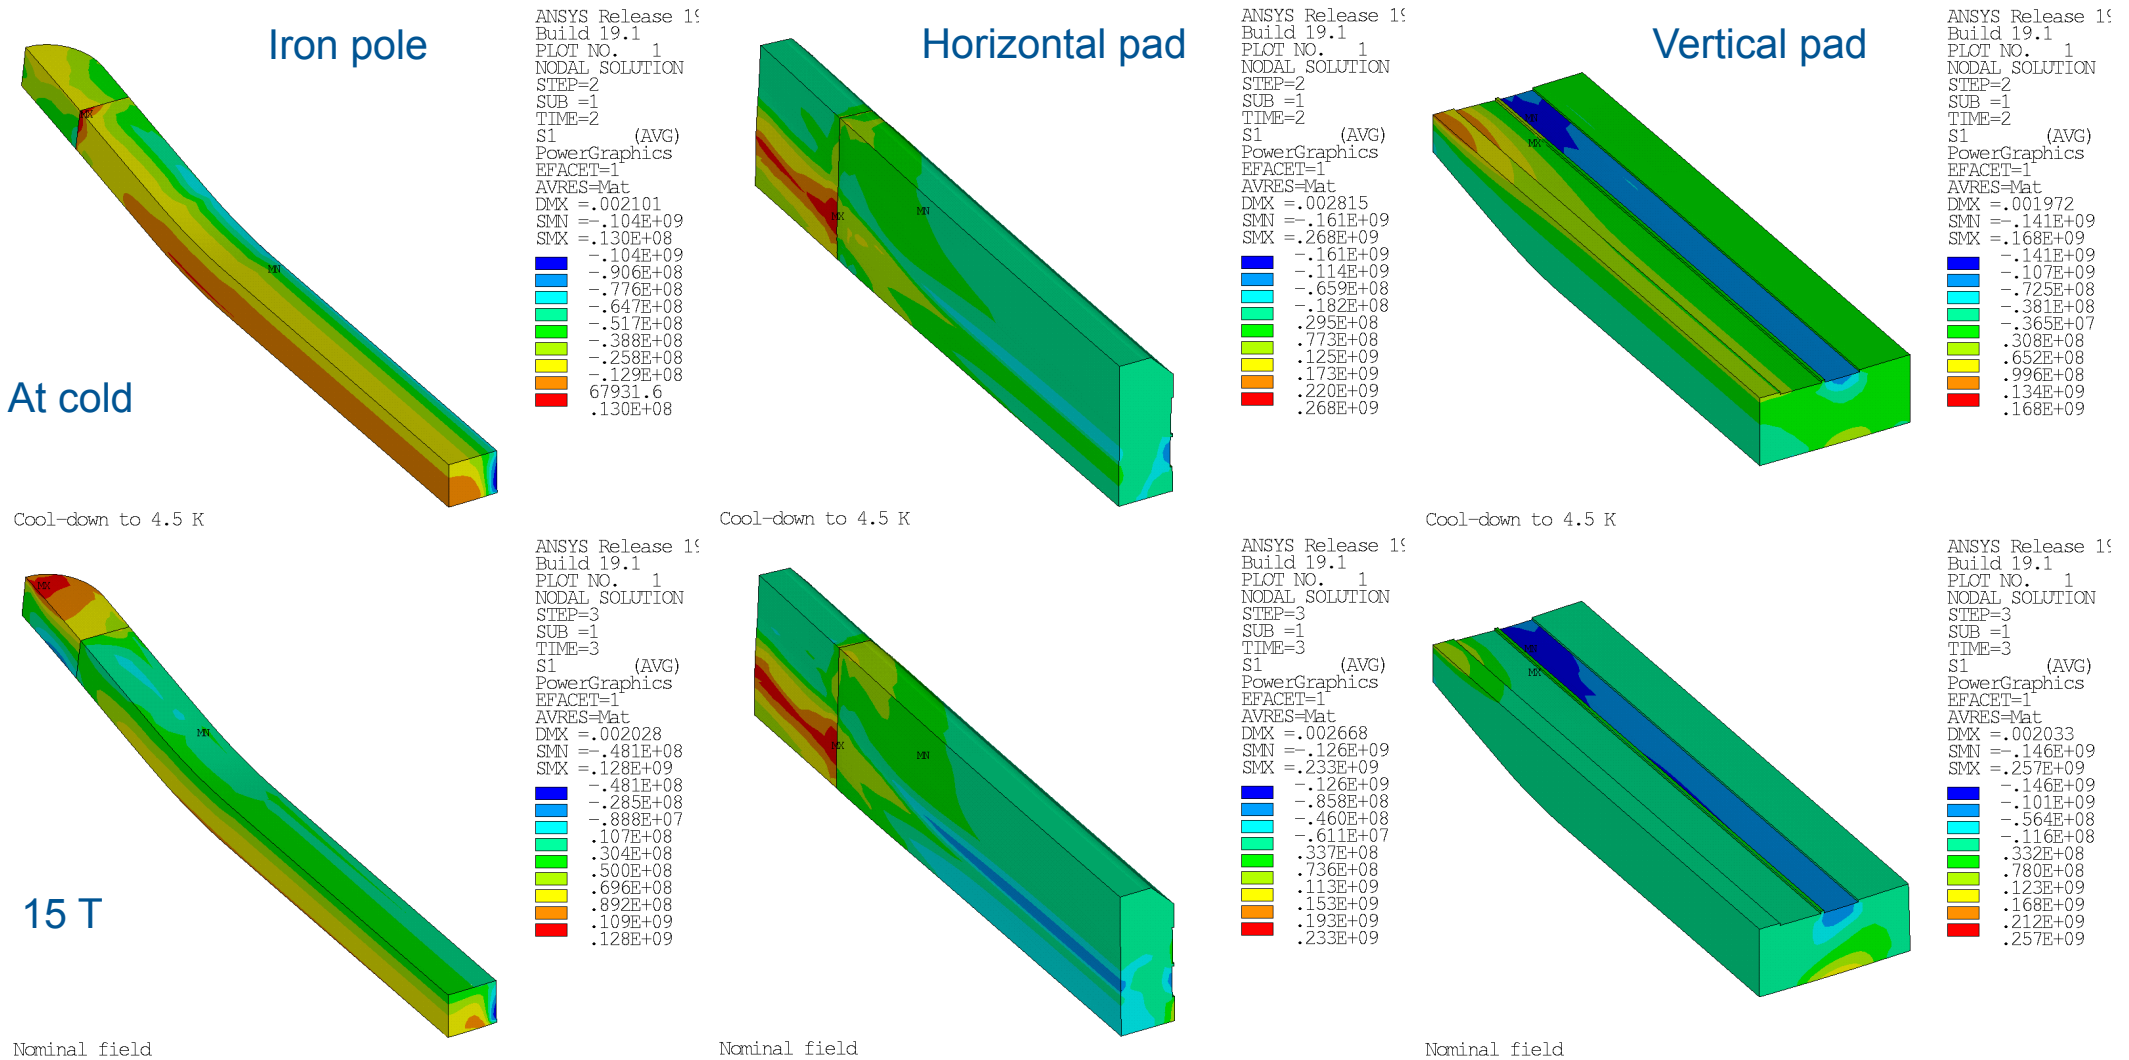 Iron pole
ANSYS Release 19
Build 19.1
PLOT NO.   1
NODAL SOLUTION
STEP=2
SUB =1
TIME=2
S1       (AVG)
PowerGraphics
EFACET=1
AVRES=Mat
DMX =.002101
SMN =-.104E+09
SMX =.130E+08
-.104E+09
-.906E+08
-.776E+08
-.647E+08
-.517E+08
-.388E+08
-.258E+08
-.129E+08
67931.6
.130E+08
MX
MN
At cold
Cool-down to 4.5 K
Horizontal pad
ANSYS Release 19
Build 19.1
PLOT NO.   1
NODAL SOLUTION
STEP=2
SUB =1
TIME=2
S1       (AVG)
PowerGraphics
EFACET=1
AVRES=Mat
DMX =.002815
SMN =-.161E+09
SMX =.268E+09
-.161E+09
-.114E+09
-.659E+08
-.182E+08
.295E+08
.773E+08
.125E+09
.173E+09
.220E+09
.268E+09
MN
MX
Cool-down to 4.5 K
Vertical pad
ANSYS Release 19
Build 19.1
PLOT NO.   1
NODAL SOLUTION
STEP=2
SUB =1
TIME=2
S1       (AVG)
PowerGraphics
EFACET=1
AVRES=Mat
DMX =.001972
SMN =-.141E+09
SMX =.168E+09
-.141E+09
-.107E+09
-.725E+08
-.381E+08
-.365E+07
.308E+08
.652E+08
.996E+08
.134E+09
.168E+09
MN
MX
Cool-down to 4.5 K
ANSYS Release 19
Build 19.1
PLOT NO.   1
NODAL SOLUTION
STEP=3
SUB =1
TIME=3
S1       (AVG)
PowerGraphics
EFACET=1
AVRES=Mat
DMX =.002028
SMN =-.481E+08
SMX =.128E+09
-.481E+08
-.285E+08
-.888E+07
.107E+08
.304E+08
.500E+08
.696E+08
.892E+08
.109E+09
.128E+09
MX
MN
15 T
Nominal field
ANSYS Release 19
Build 19.1
PLOT NO.   1
NODAL SOLUTION
STEP=3
SUB =1
TIME=3
S1       (AVG)
PowerGraphics
EFACET=1
AVRES=Mat
DMX =.002668
SMN =-.126E+09
SMX =.233E+09
-.126E+09
-.858E+08
-.460E+08
-.611E+07
.337E+08
.736E+08
.113E+09
.153E+09
.193E+09
.233E+09
MX
MN
Nominal field
ANSYS Release 19
Build 19.1
PLOT NO.   1
NODAL SOLUTION
STEP=3
SUB =1
TIME=3
S1       (AVG)
PowerGraphics
EFACET=1
AVRES=Mat
DMX =.002033
SMN =-.146E+09
SMX =.257E+09
-.146E+09
-.101E+09
-.564E+08
-.116E+08
.332E+08
.780E+08
.123E+09
.168E+09
.212E+09
.257E+09
MN
MX
Nominal field